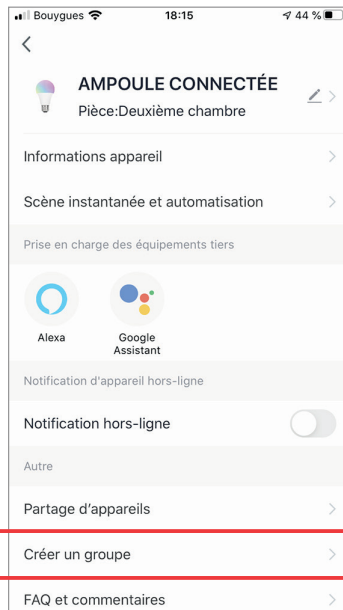 Bouygues 18:15 44 %
AMPOULE CONNECTÉE
Pièce:Deuxième chambre
Informations appareil
Scène instantanée et automatisation
Prise en charge des équipements tiers
Alexa Google
Assistant
Notification d'appareil hors-ligne
Notification hors-ligne
Autre
Partage d'appareils
Créer un groupe
FAQ et commentaires